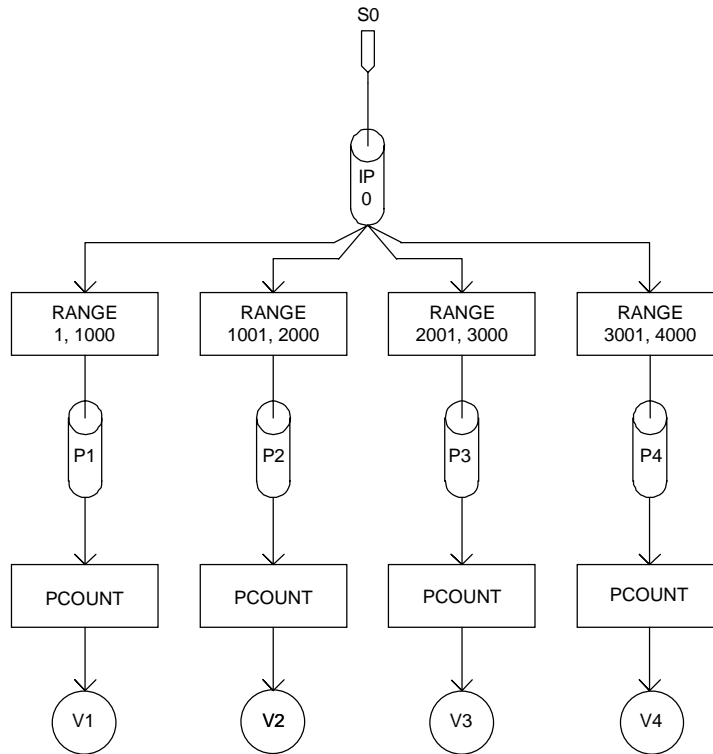 S0
IP
0
RANGE
1, 1000
RANGE
1001, 2000
RANGE
2001, 3000
RANGE
3001, 4000
P1
P2
P3
P4
PCOUNT
PCOUNT
PCOUNT
PCOUNT
V1
V2
V3
V4